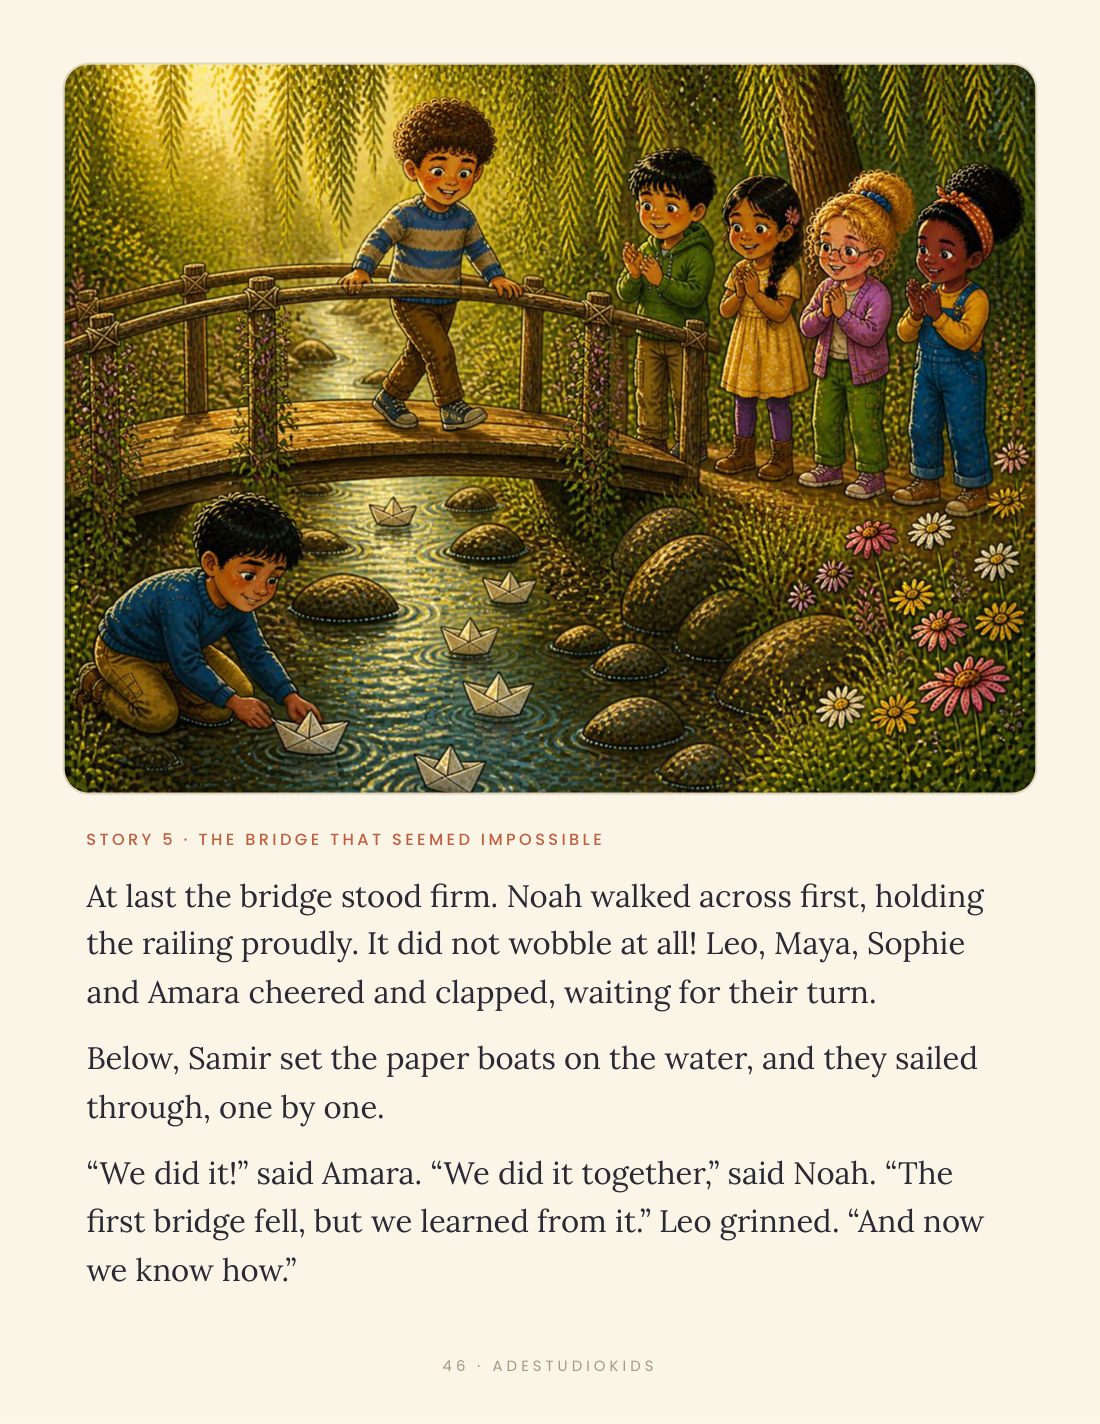 STORY 5 · THE BRIDGE THAT SEEMED IMPOSSIBLE
At last the bridge stood firm. Noah walked across first, holding
the railing proudly. It did not wobble at all! Leo, Maya, Sophie
and Amara cheered and clapped, waiting for their turn.
Below, Samir set the paper boats on the water, and they sailed
through, one by one.
“We did it!” said Amara. “We did it together,” said Noah. “The
first bridge fell, but we learned from it.” Leo grinned. “And now
we know how.”
46 · ADESTUDIOKIDS